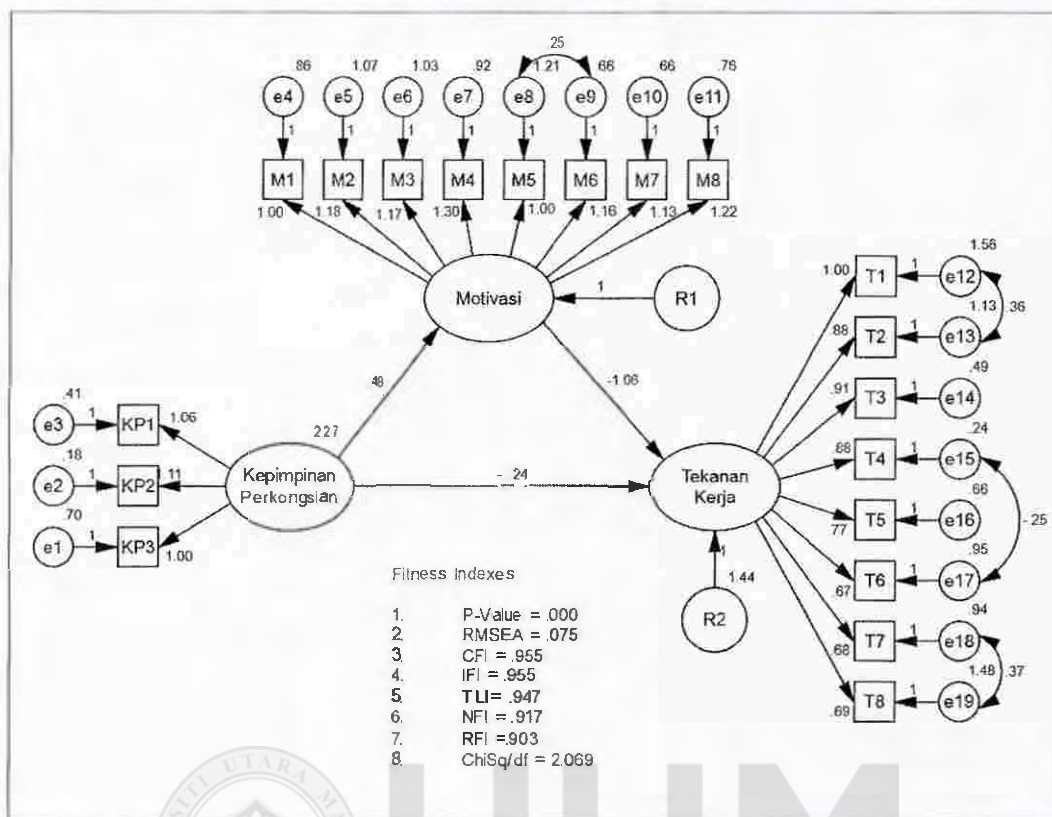 25
.86 1.07 1.03 .92 1.21 .66 .66 .76
e4 e5 e6 e7 e8 e9 e10 e11
1 1 1 1 1 1 1 1
M1 M2 M3 M4 M5 M6 M7 M8
1.00 1.18 1.17 1.30 1.00 1.16 1.13 1.22
Motivasi 1 R1
48
-1.06
.41
e3 1 KP1 1.06
.18
e2 1 KP2 .11
.70
e1 1 KP3 1.00
227
Kepimpinan
Perkongsian
- .24
Tekanan
Kerja
1
1.44
R2
1.56
1.00 T1 1 e12
1.13 .36
.88 T2 1 e13
.49
.91 T3 1 e14
.24
.88 T4 1 e15
.66
77 T5 1 e16
- 25
.95
.67 T6 1 e17
.94
.68 T7 1 e18
1.48 .37
.69 T8 1 e19
Fitness Indexes
1. P-Value = .000
2. RMSEA = .075
3. CFI = .955
4. IFI = .955
5. TLI= .947
6. NFI = .917
7. RFI =.903
8. ChiSq/df = 2.069
UTARA
UUM